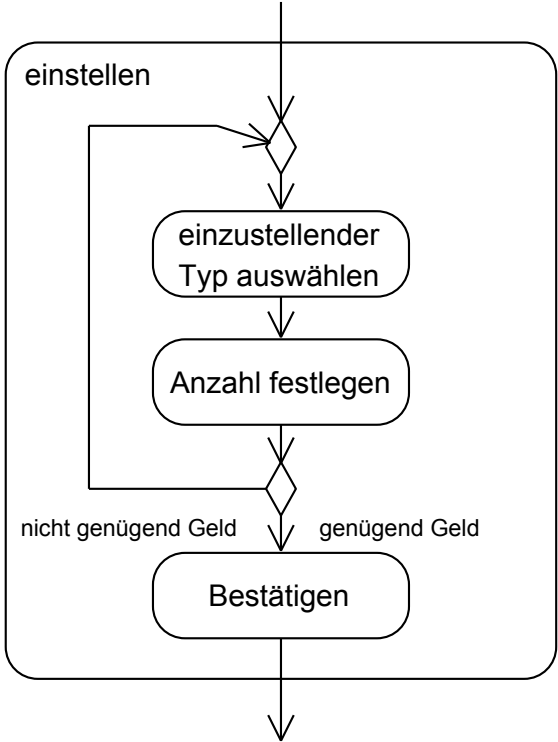 einstellen
einzustellender
Typ auswählen
Anzahl festlegen
nicht genügend Geld
genügend Geld
Bestätigen